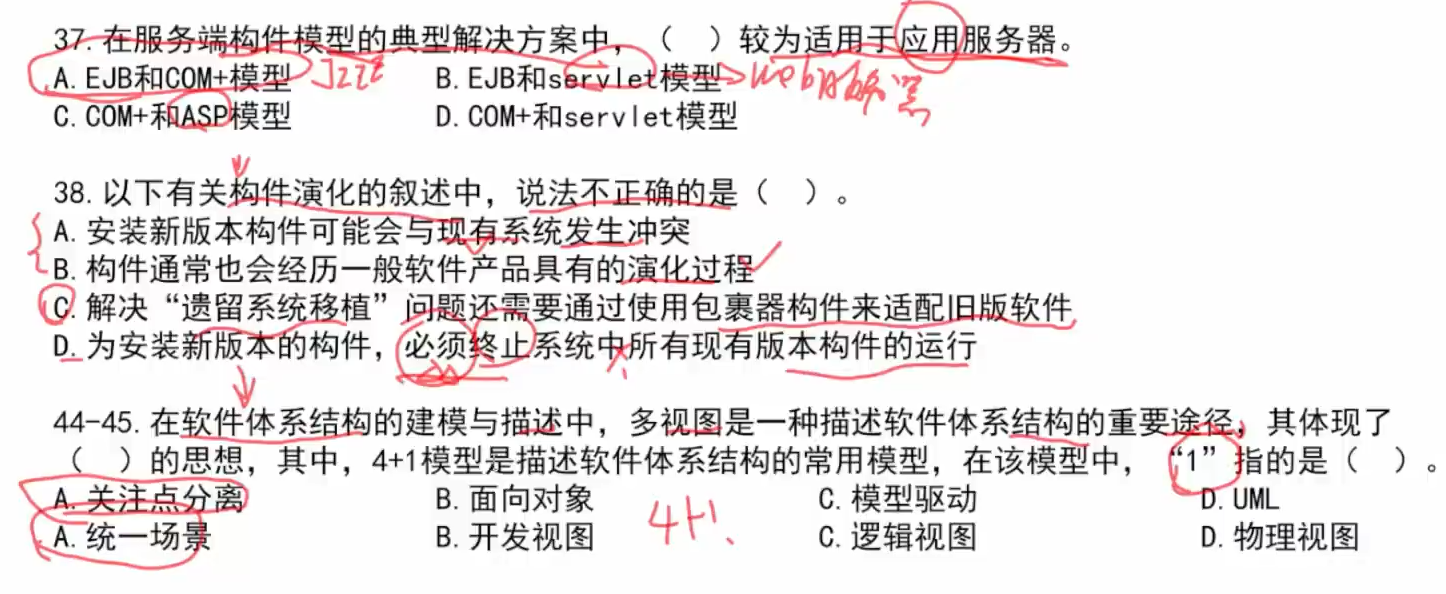 37. 在服务端构件模型的典型解决方案中，（ ）较为适用于应用服务器。
A. EJB和COM+模型 B. EJB和servlet模型 web服务器
C. COM+和ASP模型 D. COM+和servlet模型
38. 以下有关构件演化的叙述中，说法不正确的是（ ）。
A. 安装新版本构件可能会与现有系统发生冲突
B. 构件通常也会经历一般软件产品具有的演化过程
C. 解决“遗留系统移植”问题还需要通过使用包裹器构件来适配旧版软件
D. 为安装新版本的构件，必须终止系统中所有现有版本构件的运行
44-45. 在软件体系结构的建模与描述中，多视图是一种描述软件体系结构的重要途径，其体现了
（ ）的思想，其中，4+1模型是描述软件体系结构的常用模型，在该模型中，“1”指的是（ ）。
A. 关注点分离 B. 面向对象 C. 模型驱动 D. UML
A. 统一场景 B. 开发视图 4+1 C. 逻辑视图 D. 物理视图